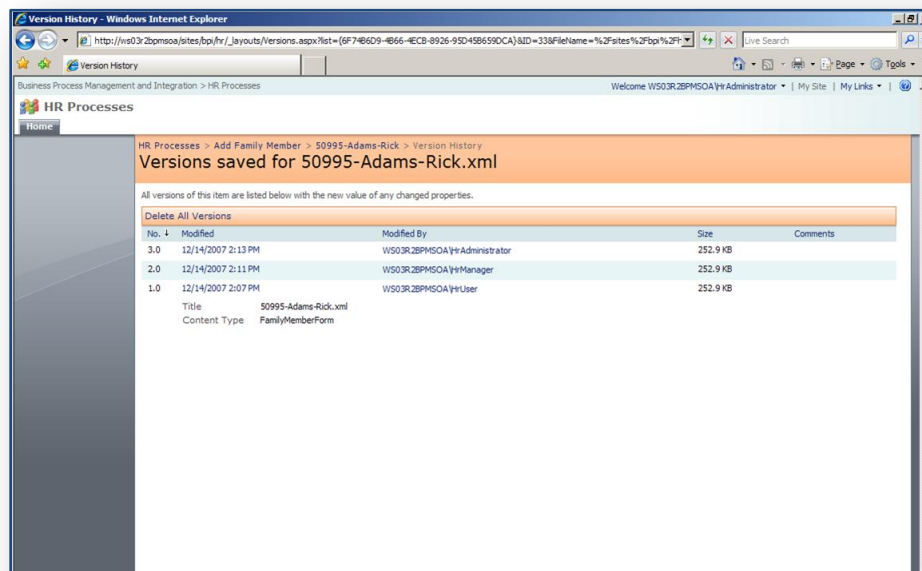 Version History - Windows Internet Explorer
http://ws03r2bpmsoa/sites/bpi/hr/_layouts/Versions.aspx?list={6F74B6D9-4B66-4ECB-8926-95D45B659DCA}&ID=33&FileName=%2Fsites%2Fbpi%2Fh
Live Search
Version History
Page
Tools
Business Process Management and Integration > HR Processes
Welcome WS03R2BPMSOA\HrAdministrator | My Site | My Links
HR Processes
Home
HR Processes > Add Family Member > 50995-Adams-Rick > Version History
Versions saved for 50995-Adams-Rick.xml
All versions of this item are listed below with the new value of any changed properties.
Delete All Versions
No. ↓ Modified Modified By Size Comments
3.0 12/14/2007 2:13 PM WS03R2BPMSOA\HrAdministrator 252.9 KB
2.0 12/14/2007 2:11 PM WS03R2BPMSOA\HrManager 252.9 KB
1.0 12/14/2007 2:07 PM WS03R2BPMSOA\HrUser 252.9 KB
Title 50995-Adams-Rick.xml
Content Type FamilyMemberForm